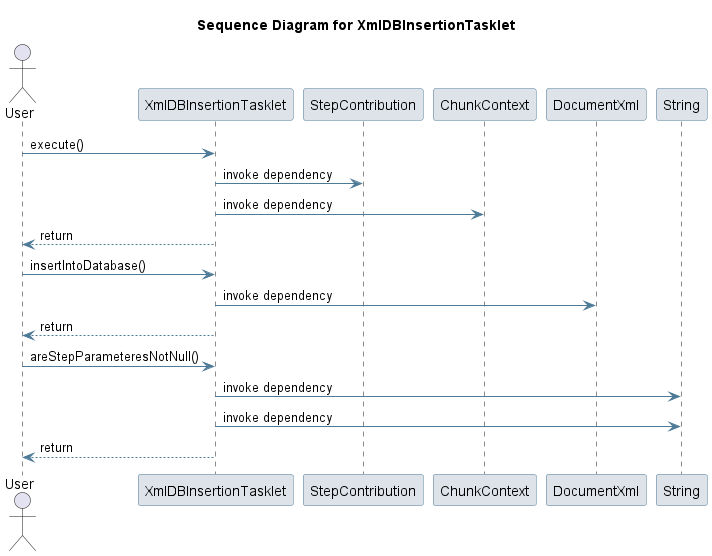 Sequence Diagram for XmlDBInsertionTasklet
User
XmlDBInsertionTasklet
StepContribution
ChunkContext
DocumentXml
String
execute()
invoke dependency
invoke dependency
return
insertIntoDatabase()
invoke dependency
return
areStepParameteresNotNull()
invoke dependency
invoke dependency
return
User
XmlDBInsertionTasklet
StepContribution
ChunkContext
DocumentXml
String